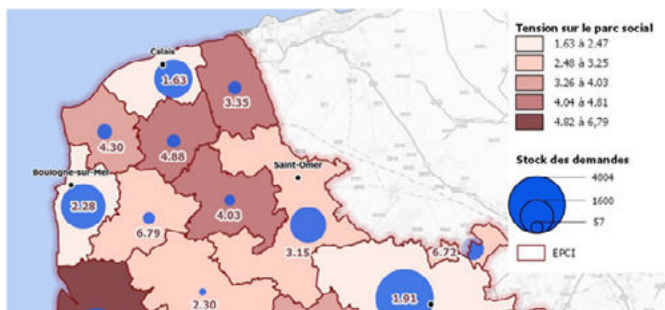 Tension sur le parc social
1.63 à 2.47
2.48 à 3.25
3.26 à 4.03
4.04 à 4.81
4.82 à 6,79
Stock des demandes
4004
1600
57
EPCI
Calais
1.63
3.35
4.30
4.88
Saint-Omer
Boulogne-sur-Mer
2.28
4.03
6.79
3.15
6.72
2.30
1.91